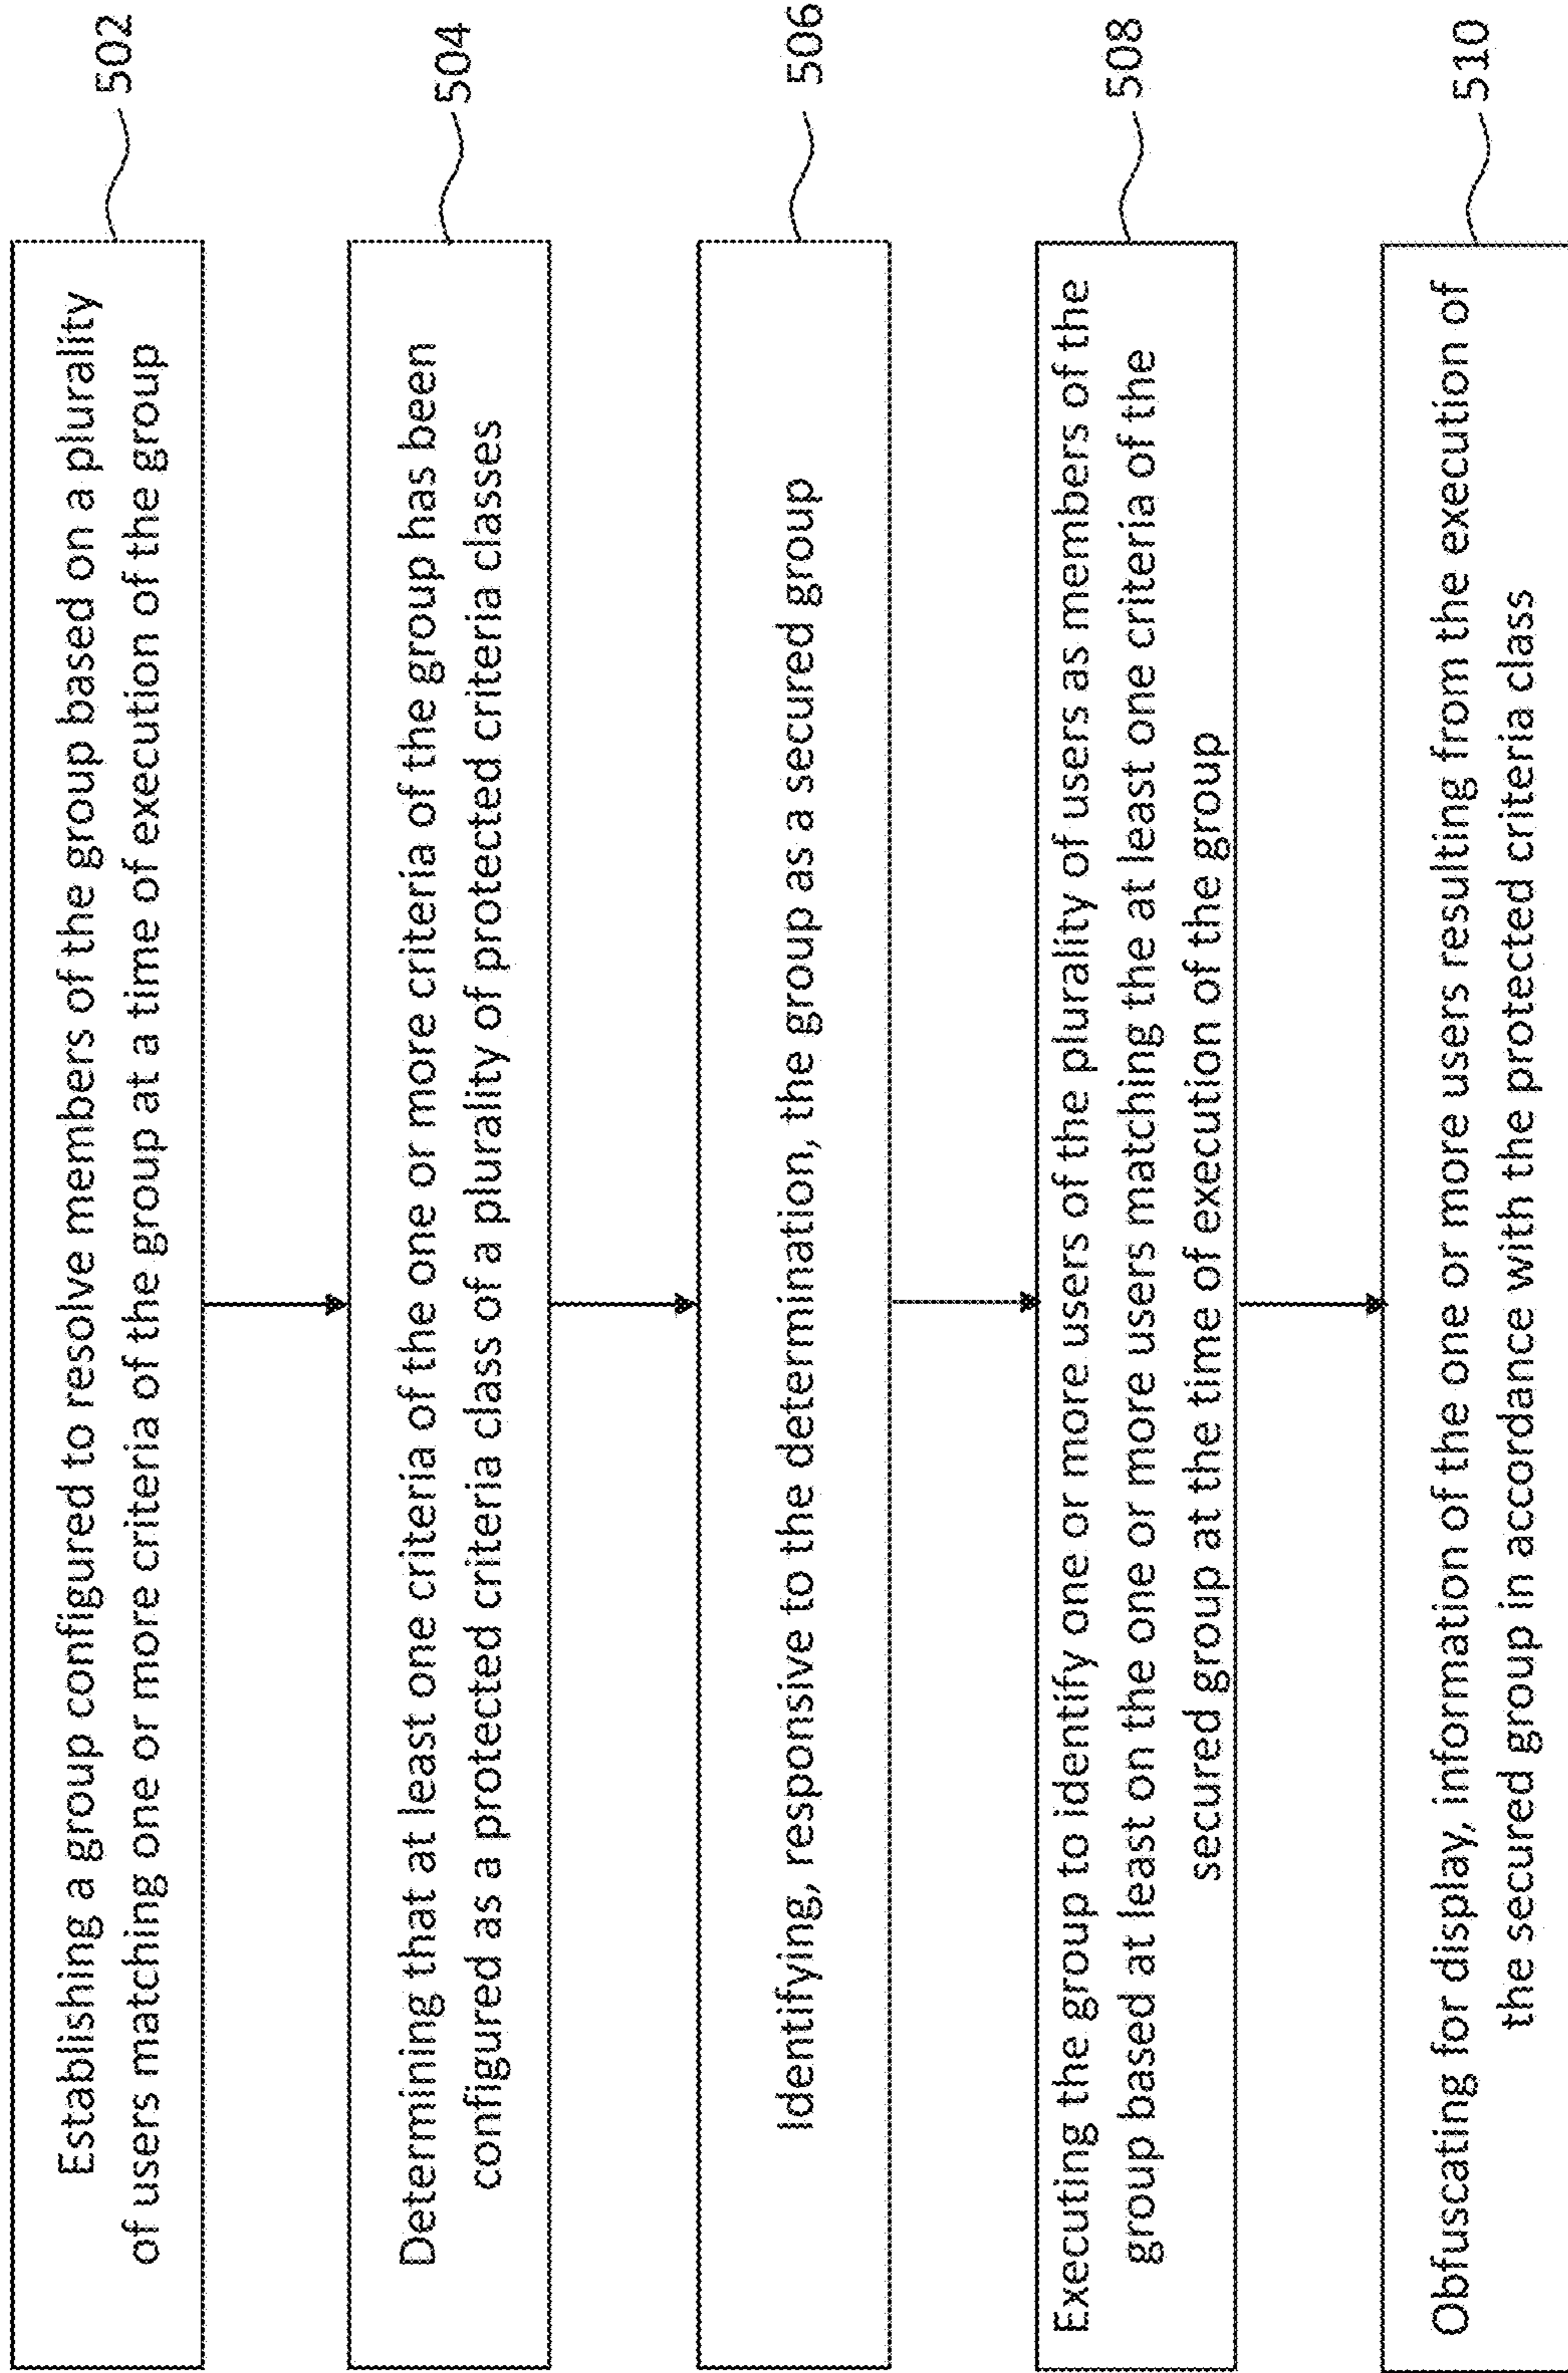 Establishing a group configured to resolve members of the group based on a plurality
of users matching one or more criteria of the group at a time of execution of the group
502
Determining that at least one criteria of the one or more criteria of the group has been
configured as a protected criteria class of a plurality of protected criteria classes
504
Identifying, responsive to the determination, the group as a secured group
506
Executing the group to identify one or more users of the plurality of users as members of the
group based at least on the one or more users matching the at least one criteria of the
secured group at the time of execution of the group
508
Obfuscating for display, information of the one or more users resulting from the execution of
the secured group in accordance with the protected criteria class
510